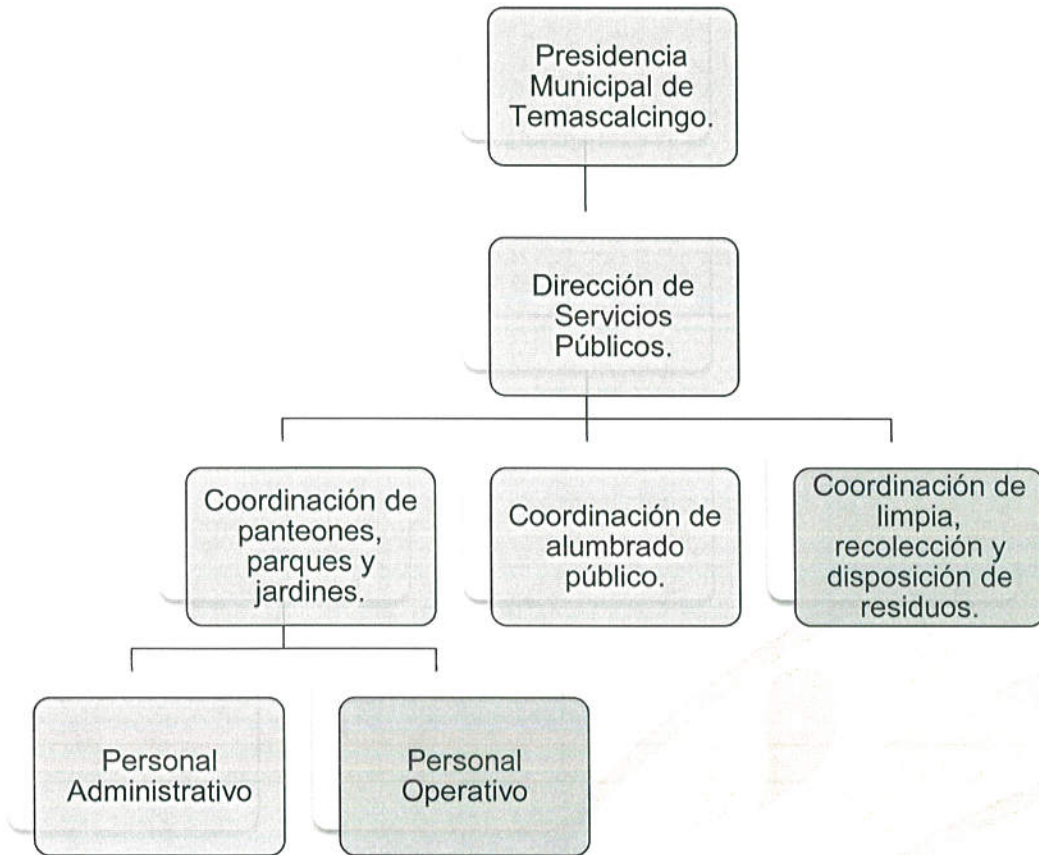 Presidencia
Municipal de
Temascalcingo.
Dirección de
Servicios
Públicos.
Coordinación de
panteones,
parques y
jardines.
Coordinación de
alumbrado
público.
Coordinación de
limpia,
recolección y
disposición de
residuos.
Personal
Administrativo
Personal
Operativo